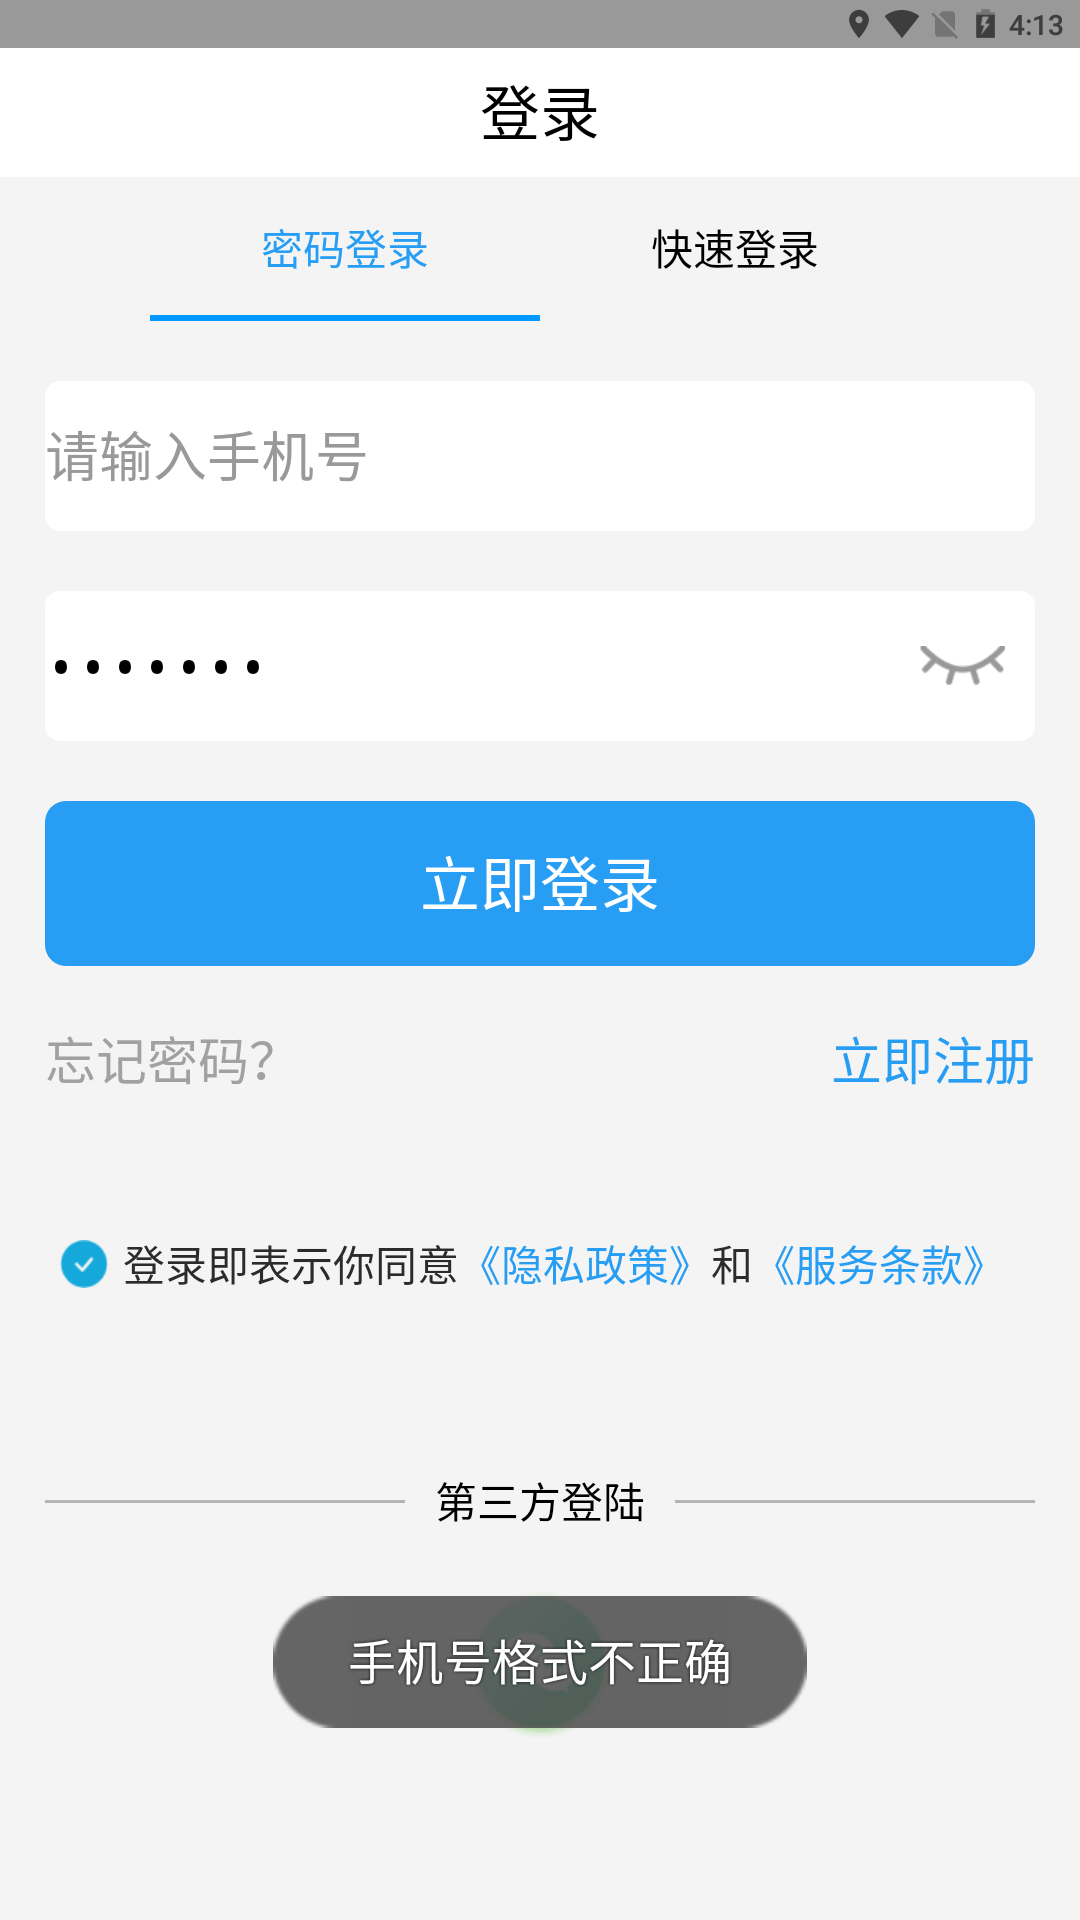 4:13
登录
密码登录
快速登录
请输入手机号
•••••••
立即登录
忘记密码?
立即注册
登录即表示你同意《隐私政策》和《服务条款》
第三方登陆
手机号格式不正确